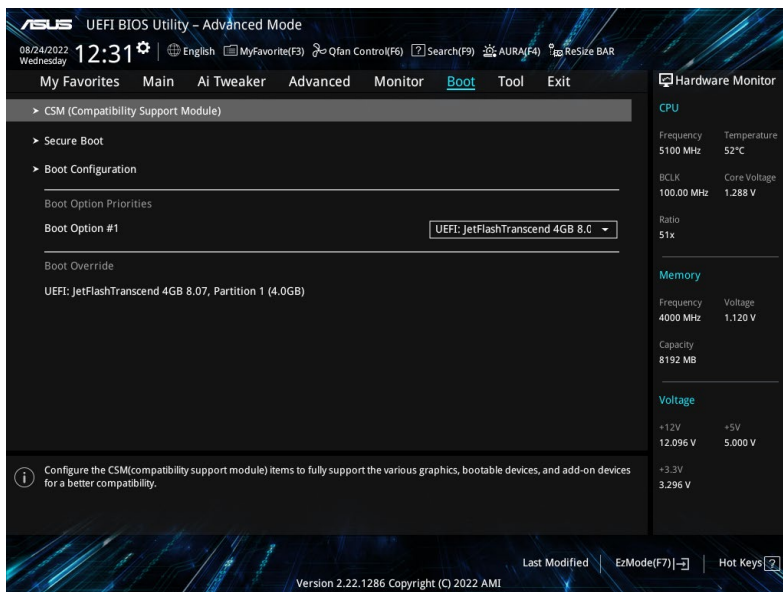 ASUS UEFI BIOS Utility – Advanced Mode
08/24/2022
Wednesday
12:31
English MyFavorite(F3) Qfan Control(F6) ? Search(F9) AURA(F4) ReSize BAR
My Favorites Main Ai Tweaker Advanced Monitor Boot Tool Exit
CSM (Compatibility Support Module)
Secure Boot
Boot Configuration
Boot Option Priorities
Boot Option #1 UEFI: JetFlashTranscend 4GB 8.0
Boot Override
UEFI: JetFlashTranscend 4GB 8.07, Partition 1 (4.0GB)
Configure the CSM(compatibility support module) items to fully support the various graphics, bootable devices, and add-on devices
for a better compatibility.
Hardware Monitor
CPU
Frequency Temperature
5100 MHz 52°C
BCLK Core Voltage
100.00 MHz 1.288 V
Ratio
51x
Memory
Frequency Voltage
4000 MHz 1.120 V
Capacity
8192 MB
Voltage
+12V +5V
12.096 V 5.000 V
+3.3V
3.296 V
Last Modified EzMode(F7) Hot Keys ?
Version 2.22.1286 Copyright (C) 2022 AMI